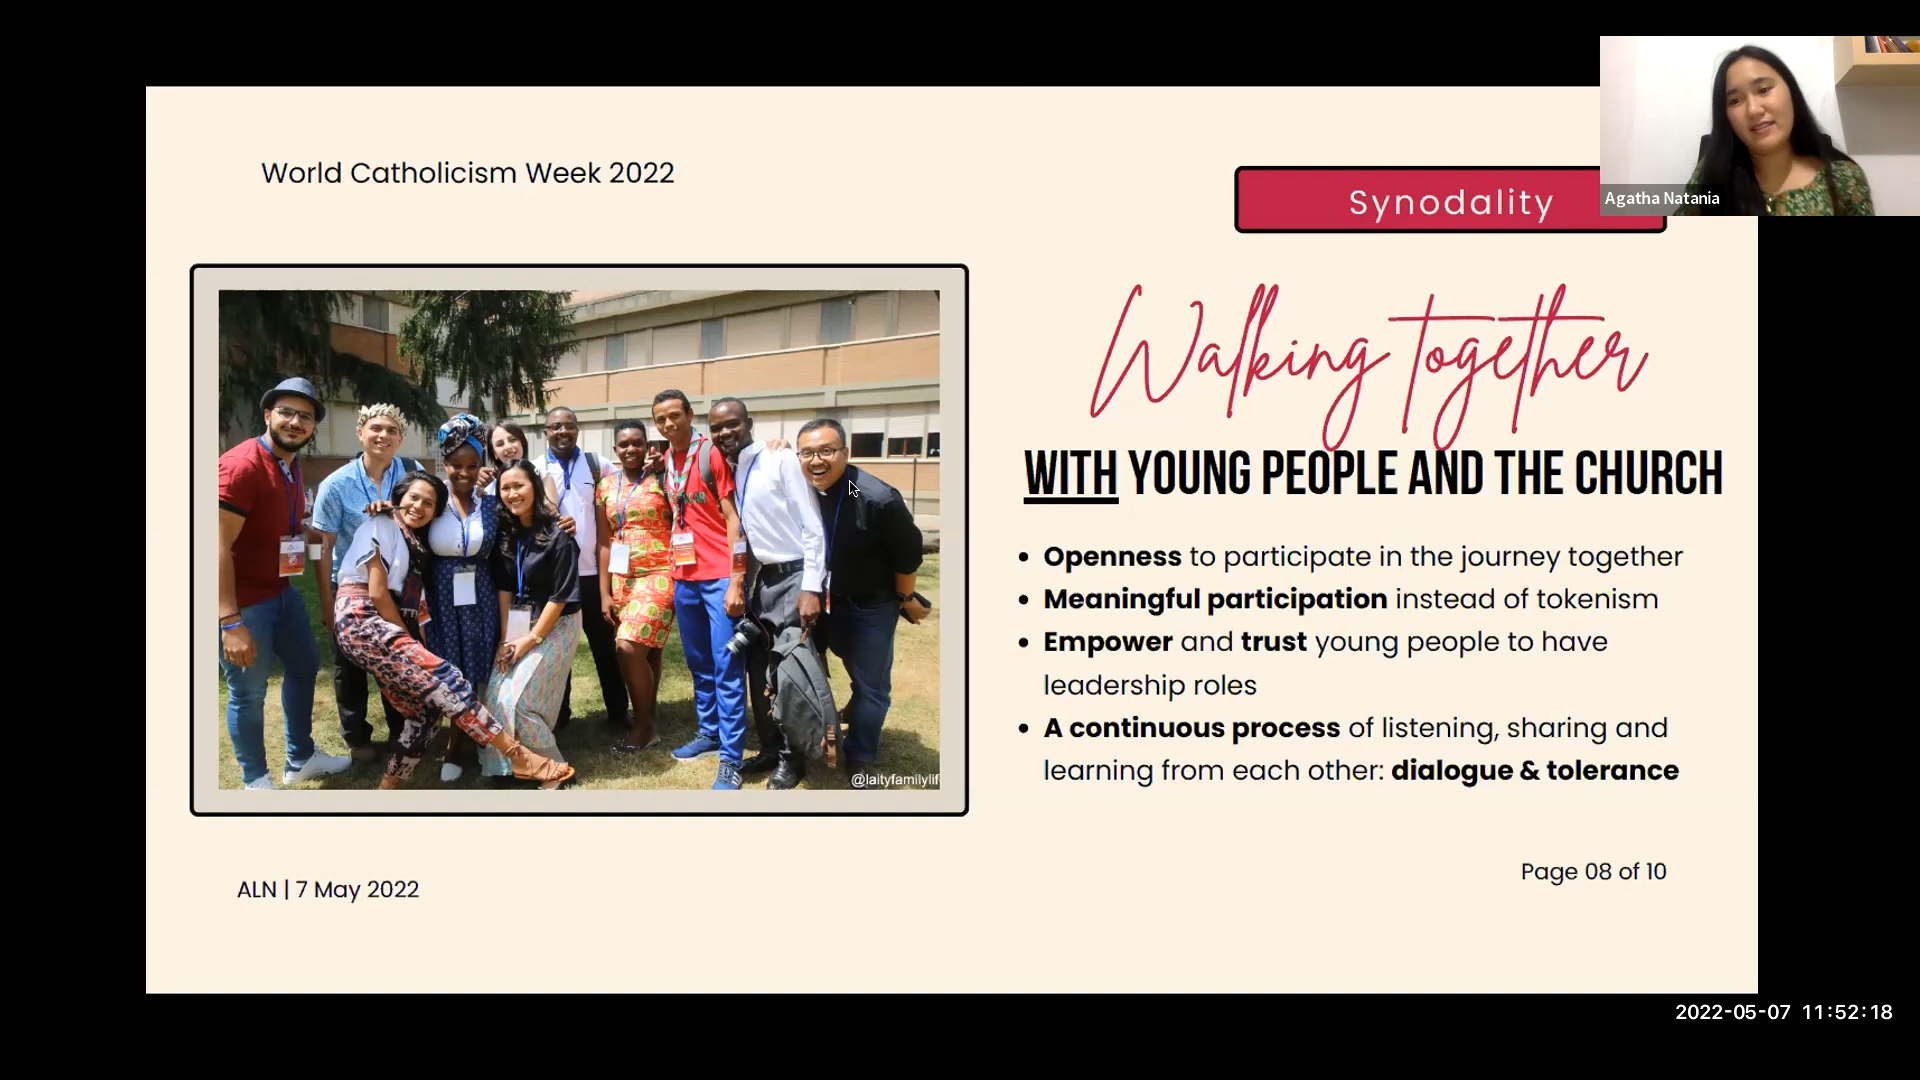 World Catholicism Week 2022
Synodality
Agatha Natania
Walking together
WITH YOUNG PEOPLE AND THE CHURCH
• Openness to participate in the journey together
• Meaningful participation instead of tokenism
• Empower and trust young people to have
leadership roles
• A continuous process of listening, sharing and
learning from each other: dialogue & tolerance
@laityfamilylif
ALN | 7 May 2022
Page 08 of 10
2022-05-07 11:52:18